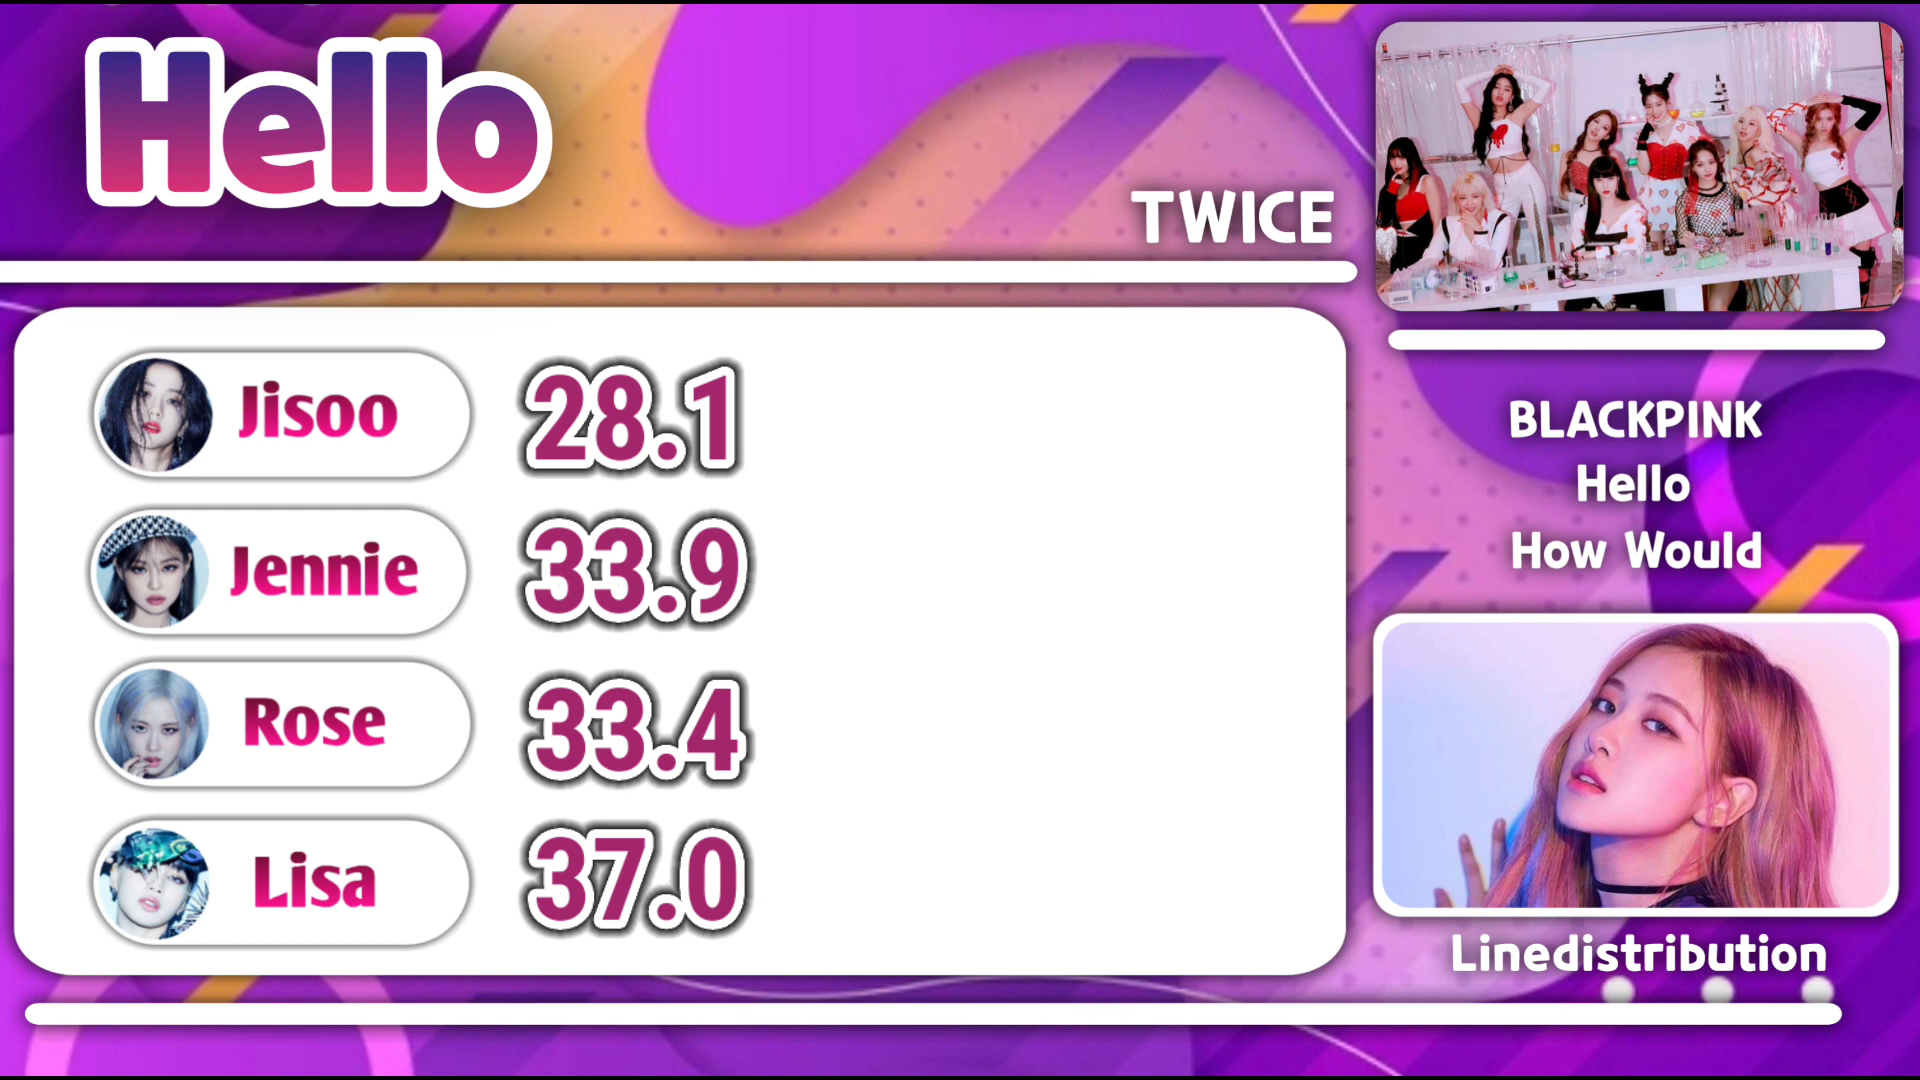 Hello
TWICE
Jisoo 28.1
Jennie 33.9
Rose 33.4
Lisa 37.0
BLACKPINK
Hello
How Would
Linedistribution